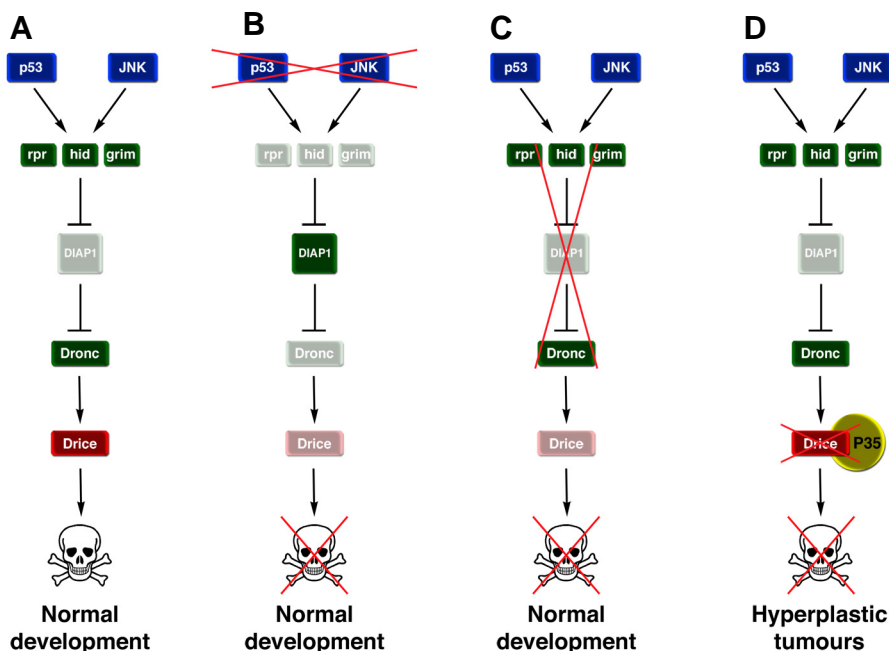 A
p53
JNK
rpr
hid
grim
DIAP1
Dronc
Drice
Normal
development
B
p53
JNK
rpr
hid
grim
DIAP1
Dronc
Drice
Normal
development
C
p53
JNK
rpr
hid
grim
DIAP1
Dronc
Drice
Normal
development
D
p53
JNK
rpr
hid
grim
DIAP1
Dronc
Drice
P35
Hyperplastic
tumours